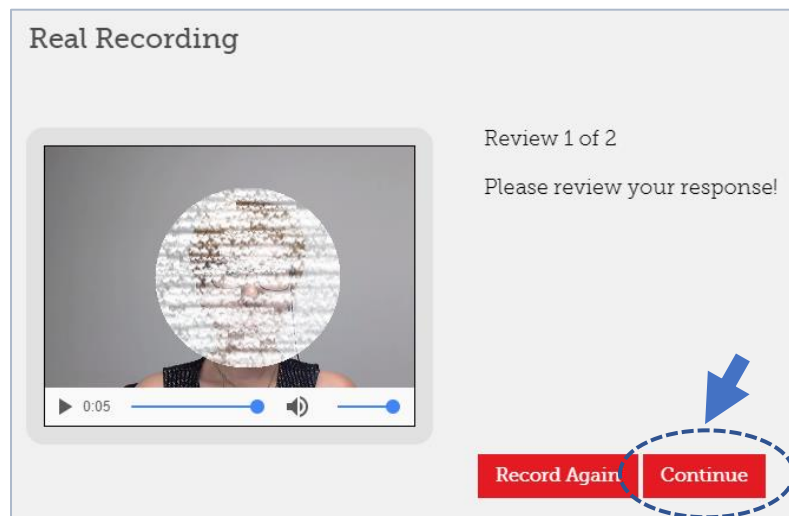 Real Recording
Review 1 of 2
Please review your response!
0:05
Record Again Continue